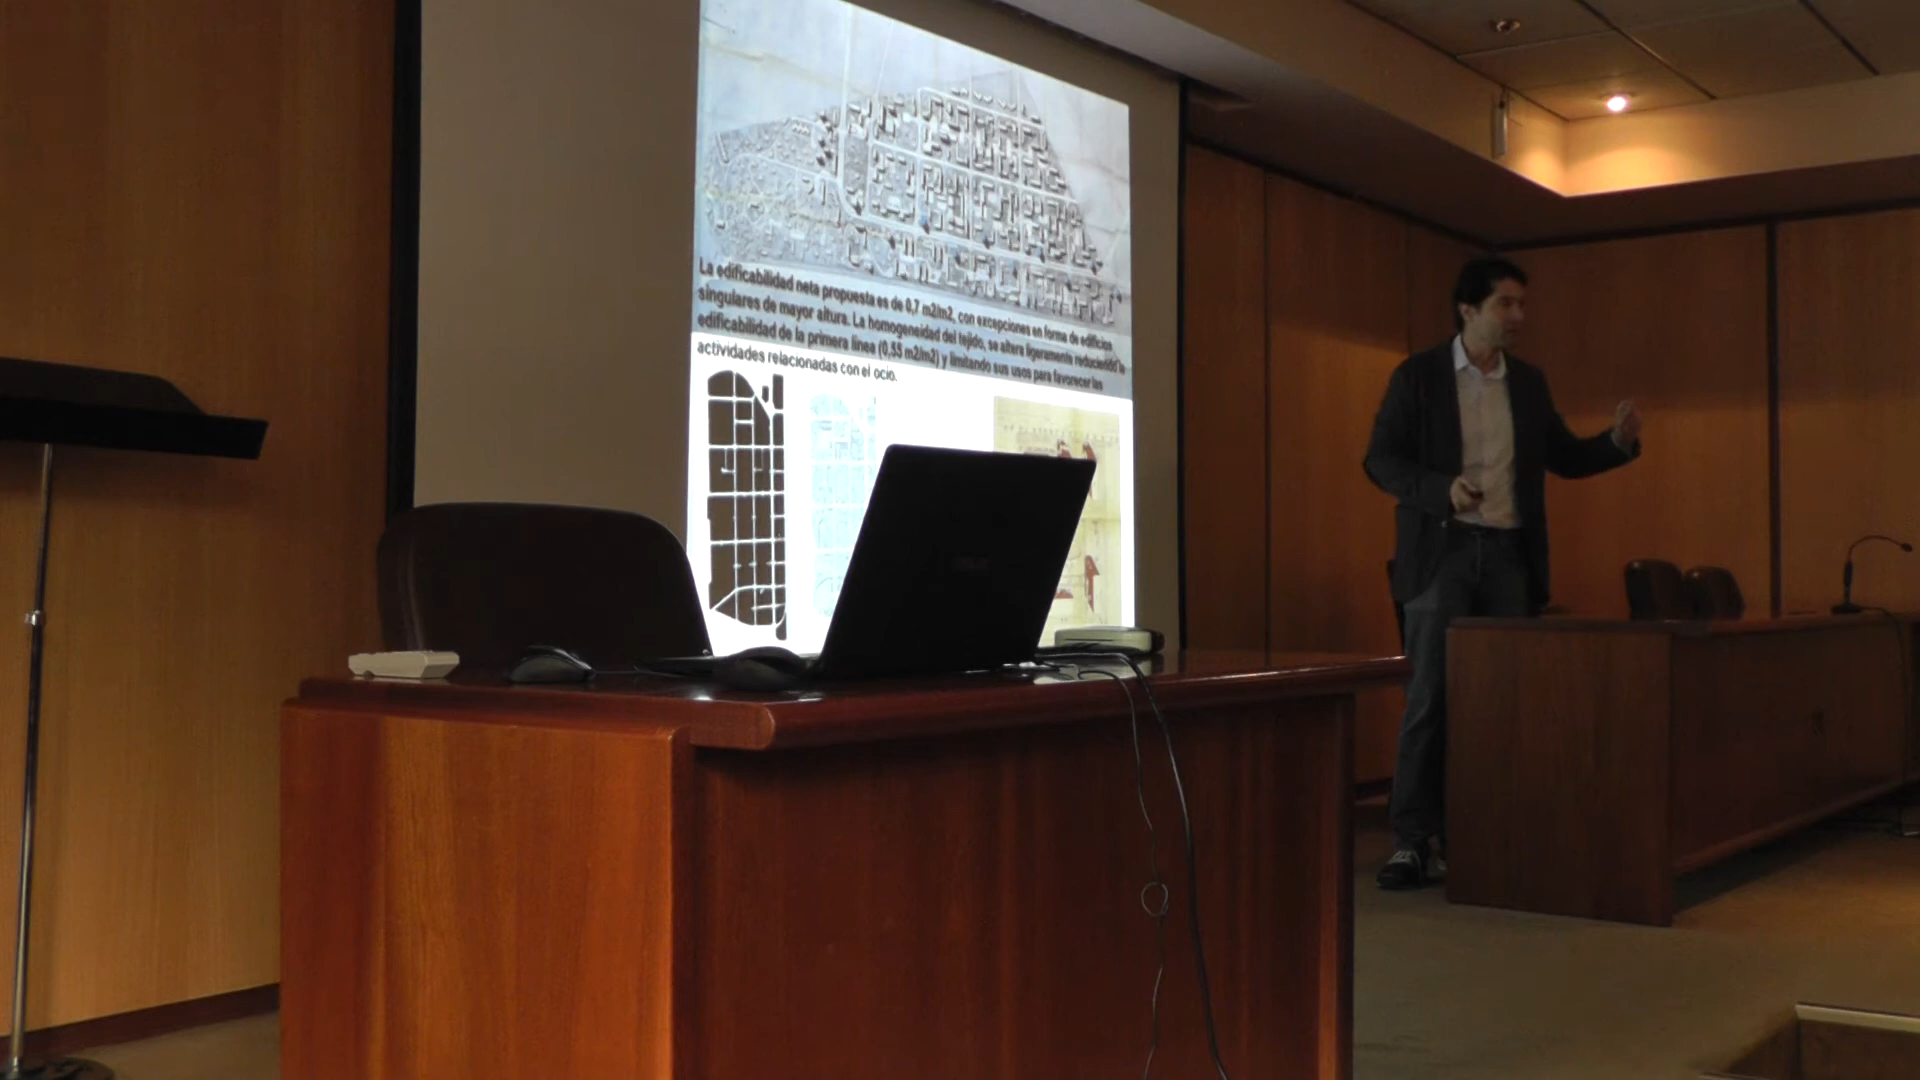 La edificabilidad neta propuesta es de 0,7 m2/m2, con excepciones en forma de edificios
singulares de mayor altura. La homogeneidad del tejido, se altera ligeramente reduciendo la
edificabilidad de la primera línea (0,55 m2/m2) y limitando sus usos para favorecer las
actividades relacionadas con el ocio.